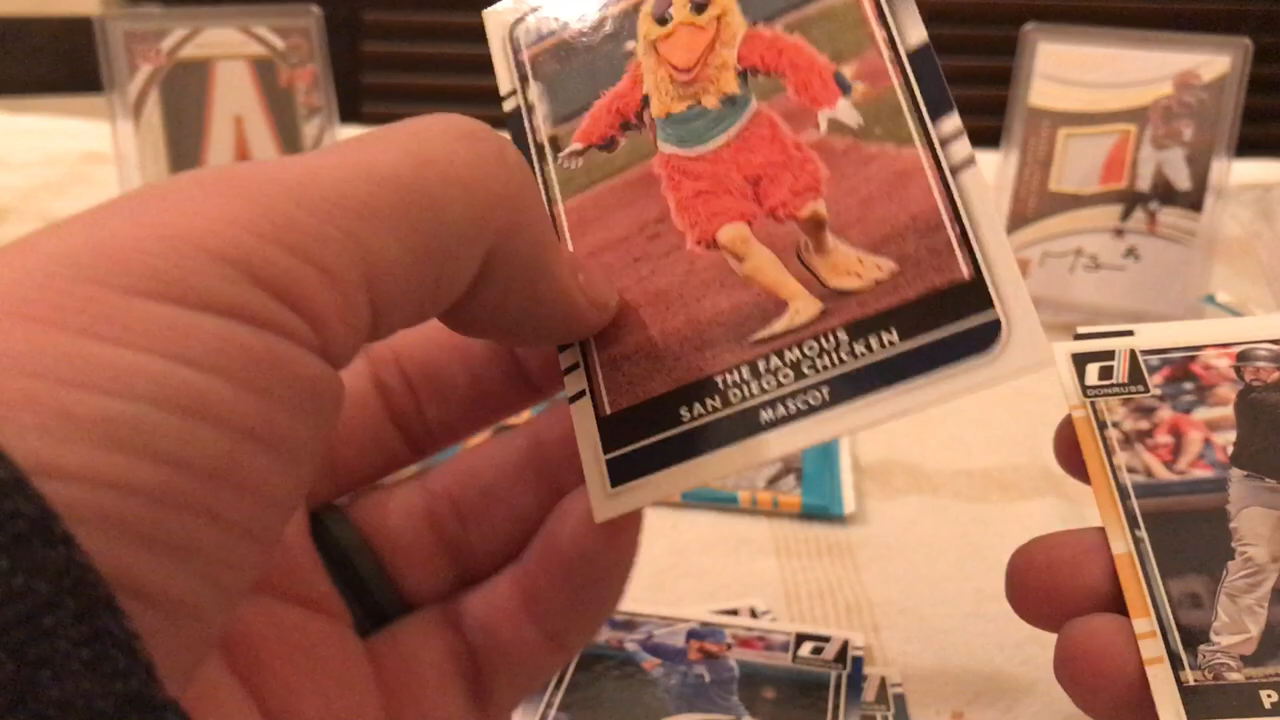 THE FAMOUS
SAN DIEGO CHICKEN
MASCOT
DONRUSS
P